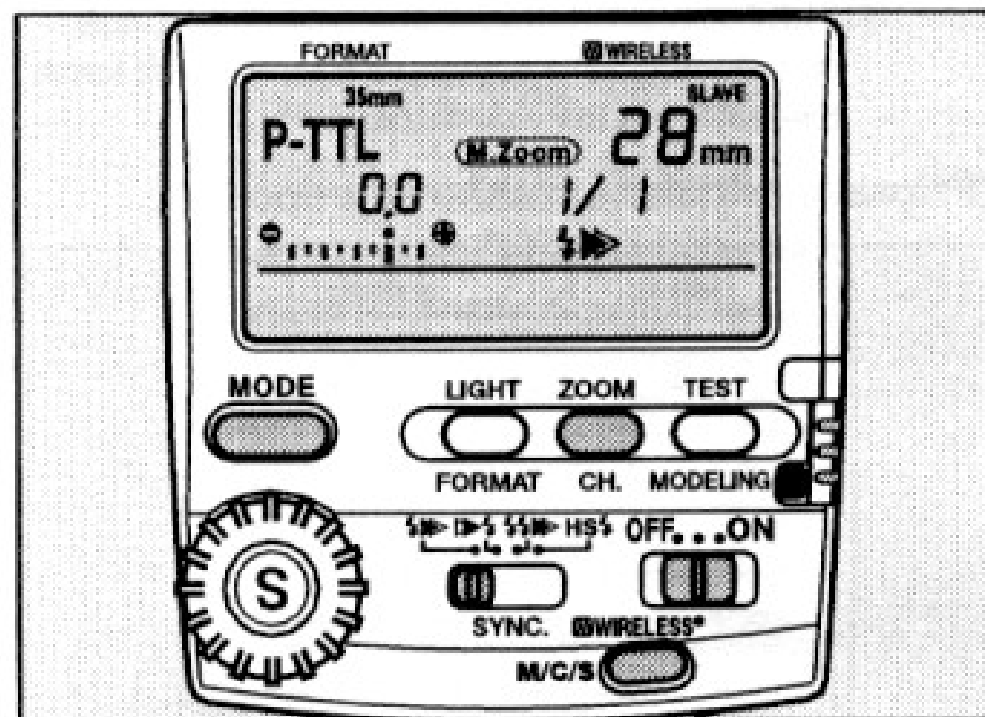 FORMAT WIRELESS
35mm SLAVE
P-TTL M.Zoom 28mm
0.0 1/ 1
MODE
LIGHT ZOOM TEST
FORMAT CH. MODELING
HS OFF...ON
S
SYNC. WIRELESS
M/C/S